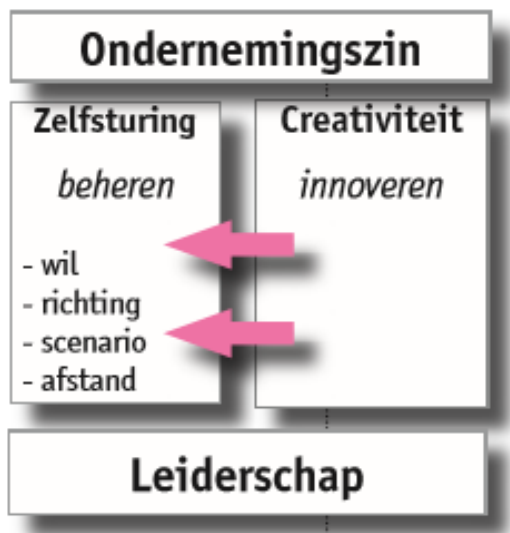 Ondernemingszin
Zelfsturing
beheren
- wil
- richting
- scenario
- afstand
Creativiteit
innoveren
Leiderschap